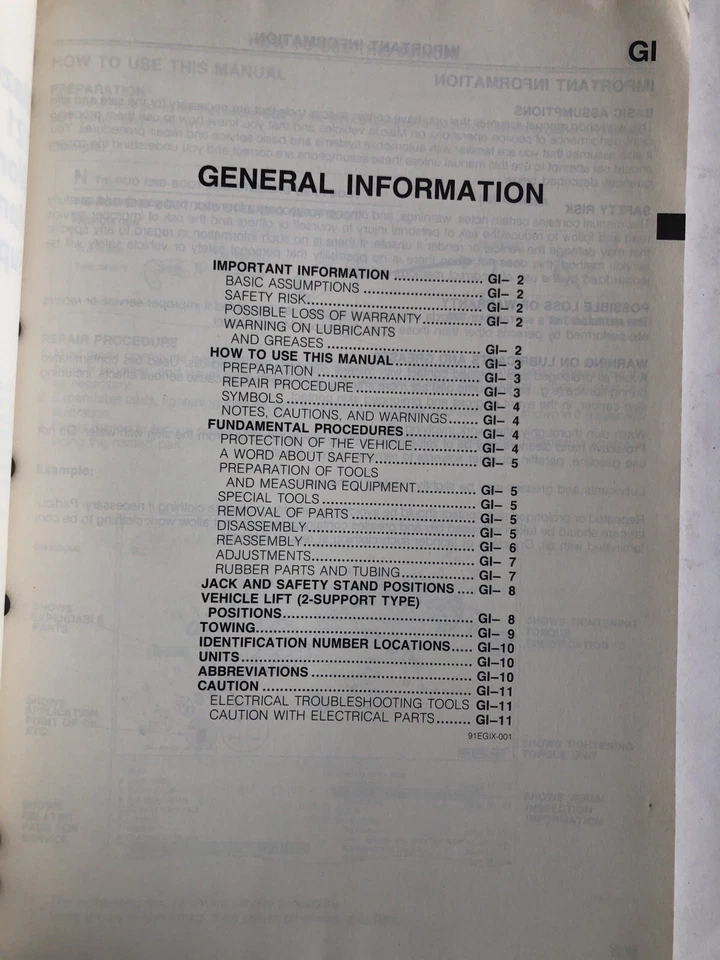 GI
GENERAL INFORMATION
IMPORTANT INFORMATION ........................ GI– 2
BASIC ASSUMPTIONS ................................ GI– 2
SAFETY RISK............................................. GI– 2
POSSIBLE LOSS OF WARRANTY................ GI– 2
WARNING ON LUBRICANTS
AND GREASES ........................................ GI– 2
HOW TO USE THIS MANUAL....................... GI– 3
PREPARATION ........................................... GI– 3
REPAIR PROCEDURE................................. GI– 3
SYMBOLS .................................................. GI– 4
NOTES, CAUTIONS, AND WARNINGS....... GI– 4
FUNDAMENTAL PROCEDURES ................... GI– 4
PROTECTION OF THE VEHICLE................. GI– 4
A WORD ABOUT SAFETY........................... GI– 5
PREPARATION OF TOOLS
AND MEASURING EQUIPMENT................. GI– 5
SPECIAL TOOLS ........................................ GI– 5
REMOVAL OF PARTS ................................. GI– 5
DISASSEMBLY............................................ GI– 5
REASSEMBLY............................................. GI– 6
ADJUSTMENTS........................................... GI– 7
RUBBER PARTS AND TUBING.................... GI– 7
JACK AND SAFETY STAND POSITIONS .... GI– 8
VEHICLE LIFT (2-SUPPORT TYPE)
POSITIONS............................................... GI– 8
TOWING........................................................ GI– 9
IDENTIFICATION NUMBER LOCATIONS..... GI–10
UNITS........................................................... GI–10
ABBREVIATIONS .......................................... GI–10
CAUTION ...................................................... GI–11
ELECTRICAL TROUBLESHOOTING TOOLS GI–11
CAUTION WITH ELECTRICAL PARTS........ GI–11
91EGIX-001